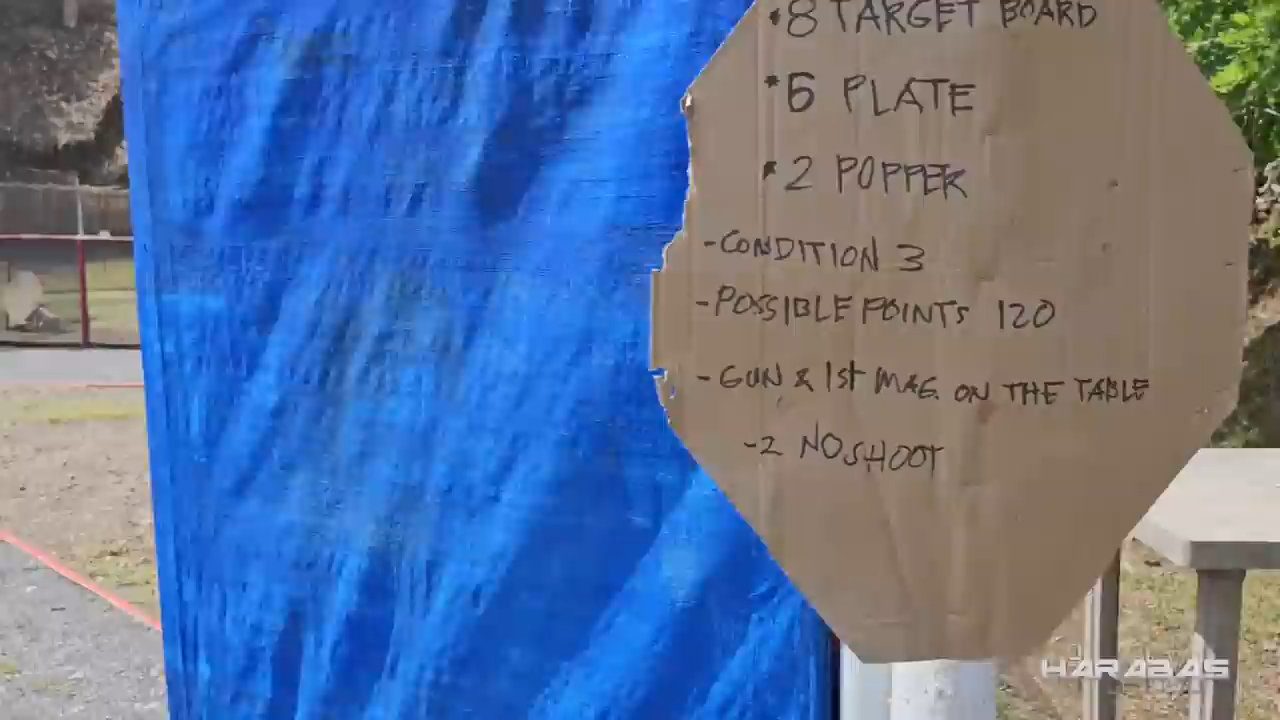 •8 TARGET BOARD
•6 PLATE
•2 POPPER
-CONDITION 3
-POSSIBLE POINTS 120
-GUN & 1st MAG. ON THE TABLE
-2 NOSHOOT
HARABAS